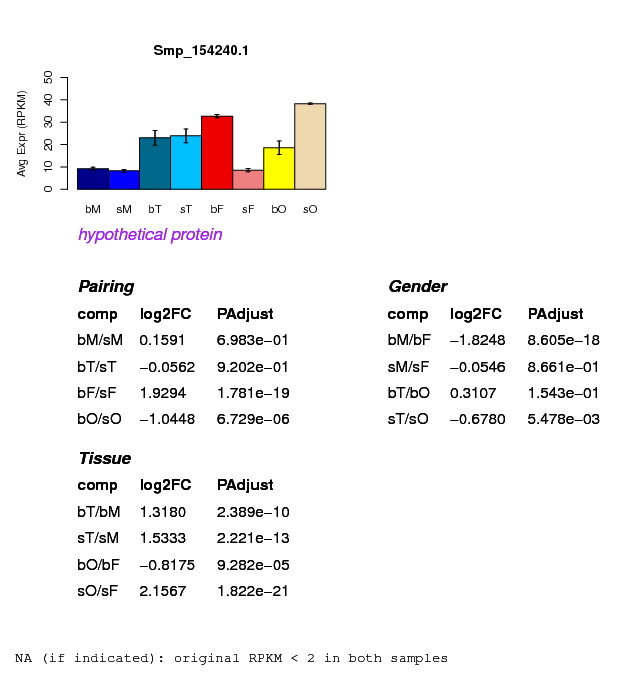 Smp_154240.1
Avg Expr (RPKM)
50
40
30
20
10
0
bM sM bT sT bF sF bO sO
hypothetical protein
Pairing
comp log2FC PAdjust
bM/sM 0.1591 6.983e−01
bT/sT −0.0562 9.202e−01
bF/sF 1.9294 1.781e−19
bO/sO −1.0448 6.729e−06
Gender
comp log2FC PAdjust
bM/bF −1.8248 8.605e−18
sM/sF −0.0546 8.661e−01
bT/bO 0.3107 1.543e−01
sT/sO −0.6780 5.478e−03
Tissue
comp log2FC PAdjust
bT/bM 1.3180 2.389e−10
sT/sM 1.5333 2.221e−13
bO/bF −0.8175 9.282e−05
sO/sF 2.1567 1.822e−21
NA (if indicated): original RPKM < 2 in both samples